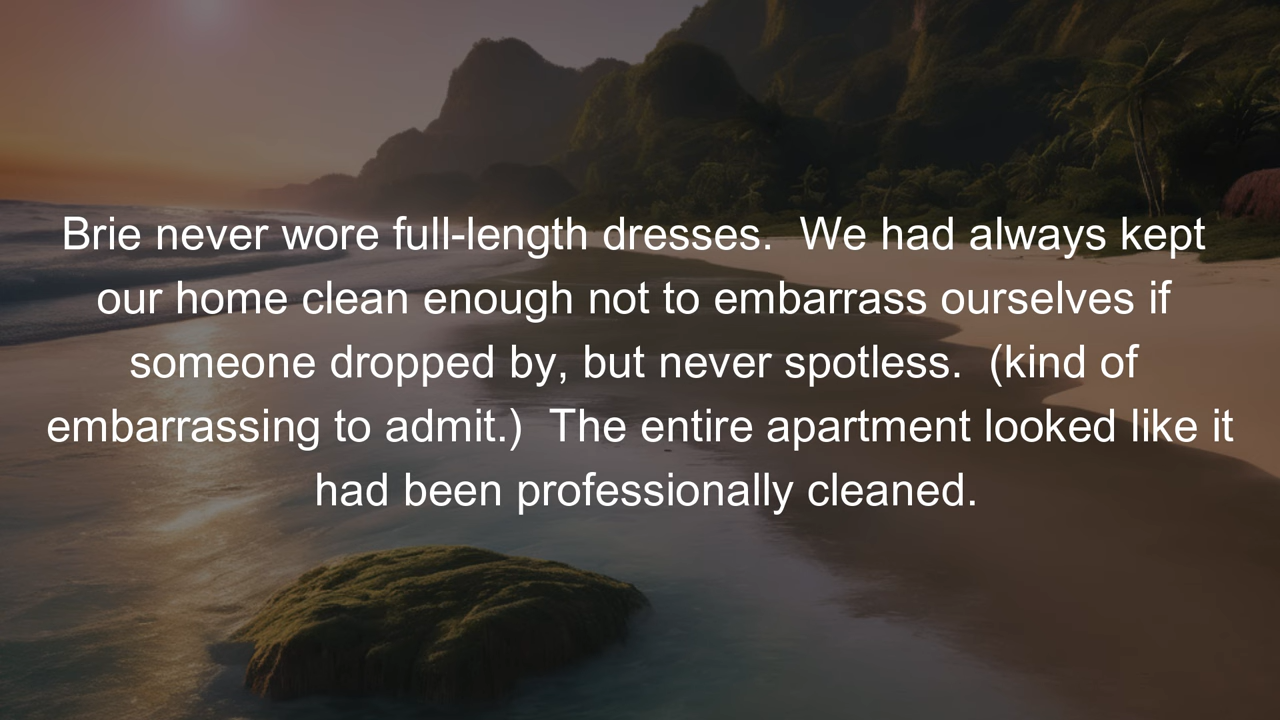 Brie never wore full-length dresses.  We had always kept
our home clean enough not to embarrass ourselves if
someone dropped by, but never spotless.  (kind of
embarrassing to admit.)  The entire apartment looked like it
had been professionally cleaned.